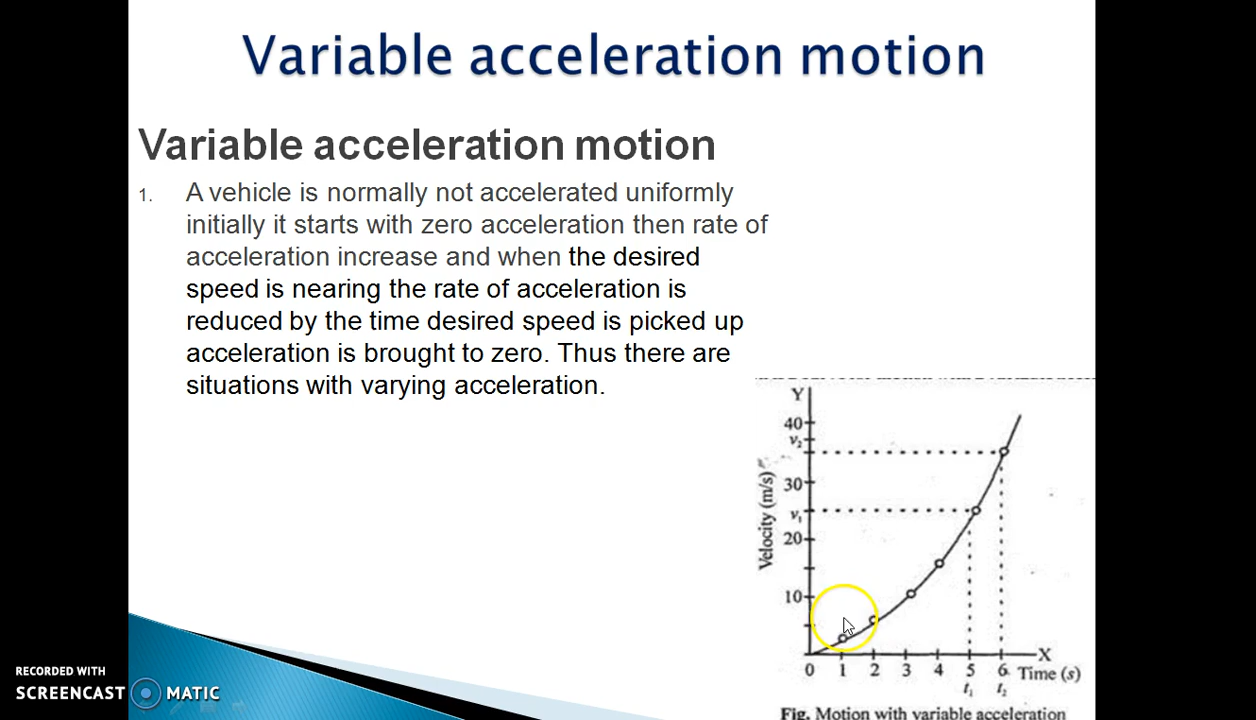 Variable acceleration motion
Variable acceleration motion
1. A vehicle is normally not accelerated uniformly
initially it starts with zero acceleration then rate of
acceleration increase and when the desired
speed is nearing the rate of acceleration is
reduced by the time desired speed is picked up
acceleration is brought to zero. Thus there are
situations with varying acceleration.
Y
40
v₂
30
v₁
20
10
Velocity (m/s)
X
0 1 2 3 4 5 6 Time (s)
t₁ t₂
Fig. Motion with variable acceleration
RECORDED WITH
SCREENCAST MATIC